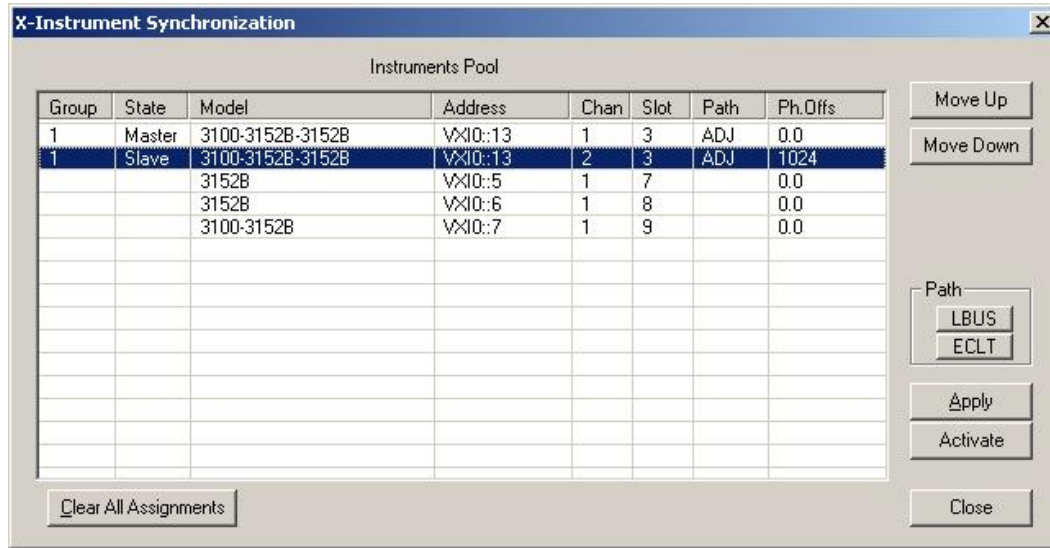 X-Instrument Synchronization
Instruments Pool
Group State Model Address Chan Slot Path Ph.Offs
1 Master 3100-3152B-3152B VXI0::13 1 3 ADJ 0.0
1 Slave 3100-3152B-3152B VXI0::13 2 3 ADJ 1024
3152B VXI0::5 1 7 0.0
3152B VXI0::6 1 8 0.0
3100-3152B VXI0::7 1 9 0.0
Move Up
Move Down
Path
LBUS
ECLT
Apply
Activate
Clear All Assignments
Close